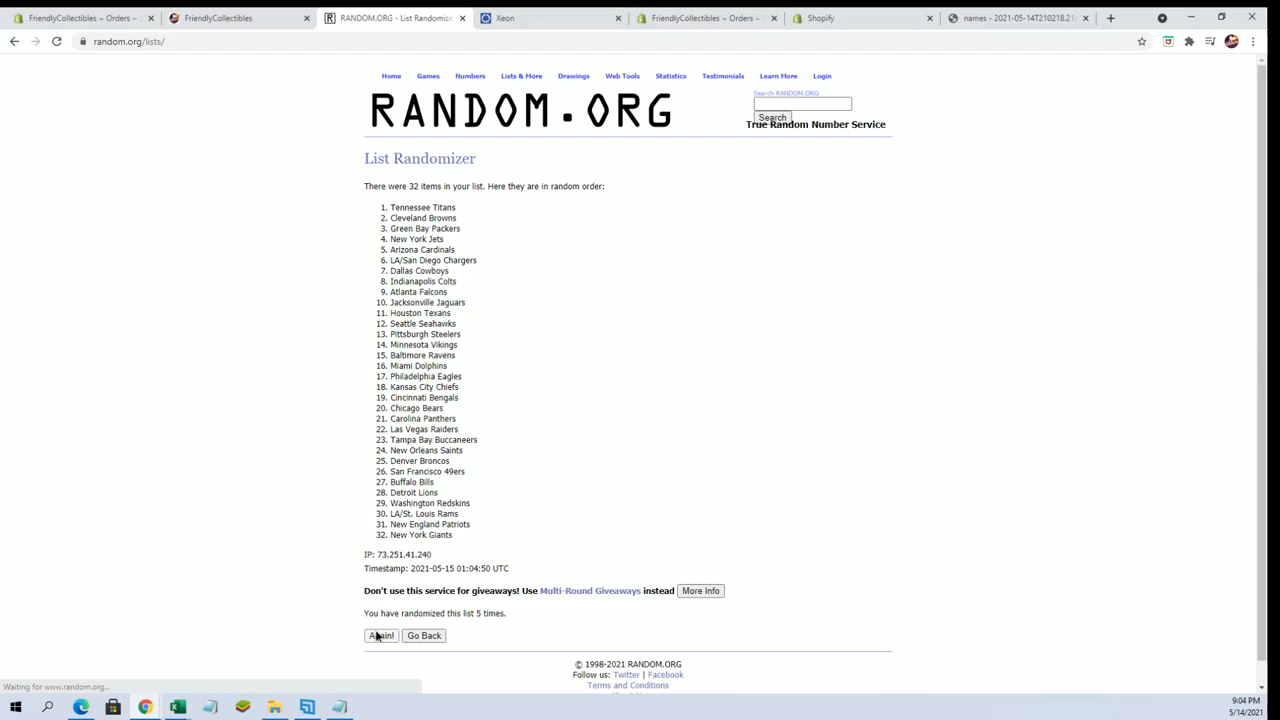 FriendlyCollectibles ~ Orders ~
FriendlyCollectibles
RANDOM.ORG - List Randomizer
Xeon
FriendlyCollectibles ~ Orders ~
Shopify
names - 2021-05-14T210218.21
random.org/lists/
Home Games Numbers Lists & More Drawings Web Tools Statistics Testimonials Learn More Login
Search RANDOM.ORG
RANDOM.ORG
Search
True Random Number Service
List Randomizer
There were 32 items in your list. Here they are in random order:
1. Tennessee Titans
2. Cleveland Browns
3. Green Bay Packers
4. New York Jets
5. Arizona Cardinals
6. LA/San Diego Chargers
7. Dallas Cowboys
8. Indianapolis Colts
9. Atlanta Falcons
10. Jacksonville Jaguars
11. Houston Texans
12. Seattle Seahawks
13. Pittsburgh Steelers
14. Minnesota Vikings
15. Baltimore Ravens
16. Miami Dolphins
17. Philadelphia Eagles
18. Kansas City Chiefs
19. Cincinnati Bengals
20. Chicago Bears
21. Carolina Panthers
22. Las Vegas Raiders
23. Tampa Bay Buccaneers
24. New Orleans Saints
25. Denver Broncos
26. San Francisco 49ers
27. Buffalo Bills
28. Detroit Lions
29. Washington Redskins
30. LA/St. Louis Rams
31. New England Patriots
32. New York Giants
IP: 73.251.41.240
Timestamp: 2021-05-15 01:04:50 UTC
Don't use this service for giveaways! Use Multi-Round Giveaways instead More Info
You have randomized this list 5 times.
Again! Go Back
© 1998-2021 RANDOM.ORG
Follow us: Twitter | Facebook
Terms and Conditions
Waiting for www.random.org...
9:04 PM
5/14/2021